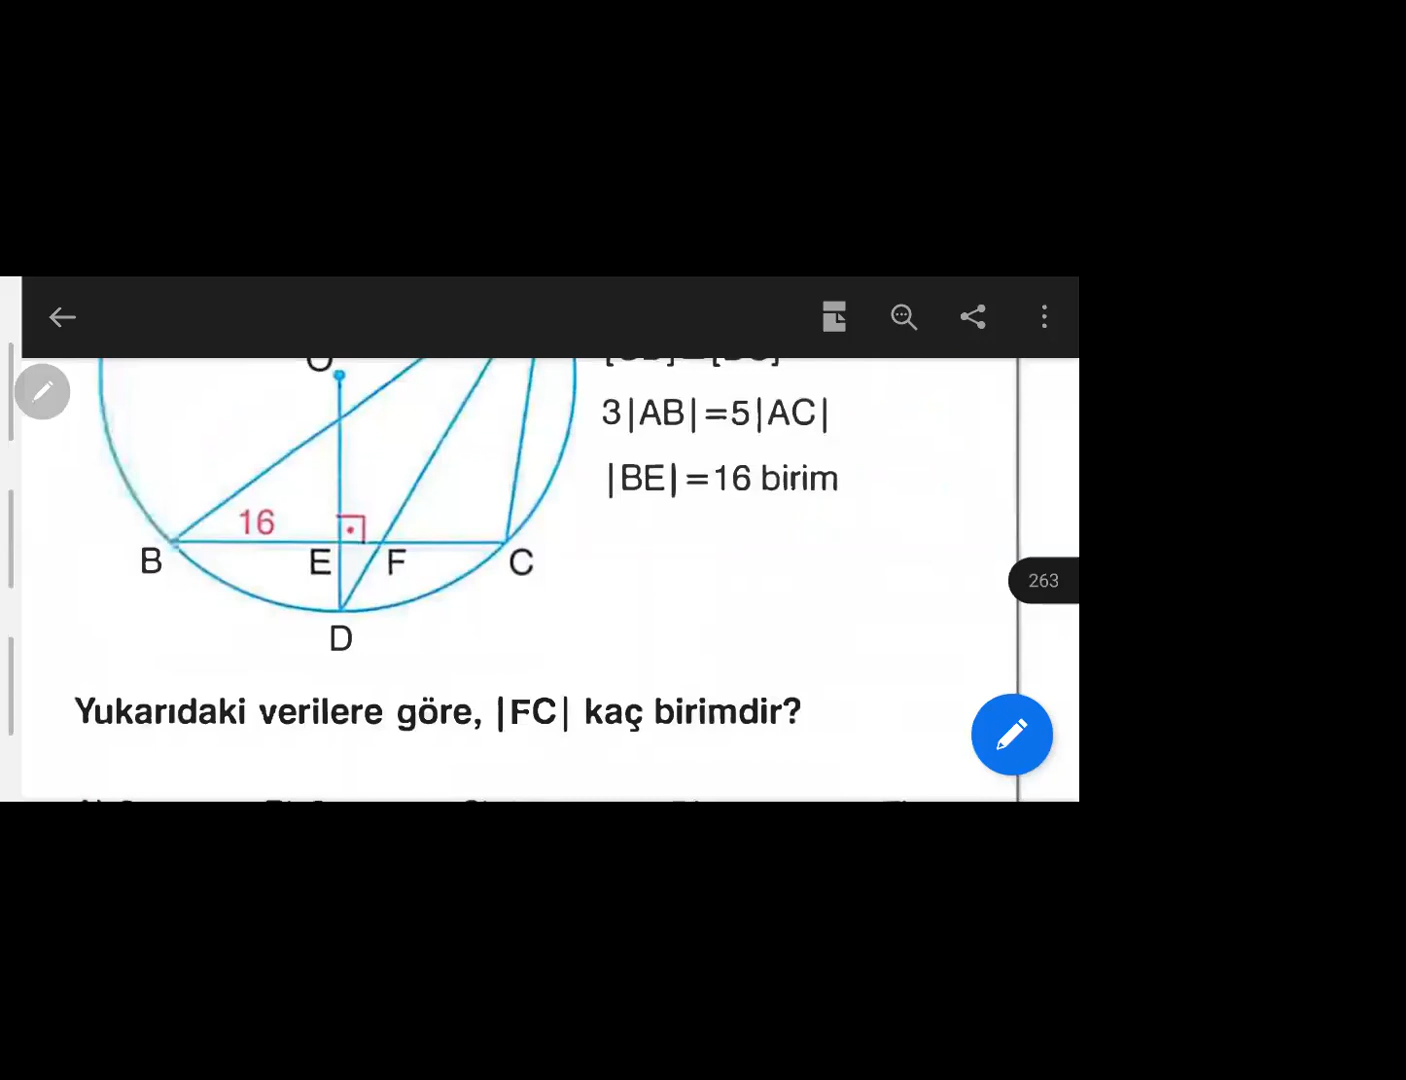 O
3|AB|=5|AC|
|BE|=16 birim
16
B
E
F
C
263
D
Yukarıdaki verilere göre, |FC| kaç birimdir?